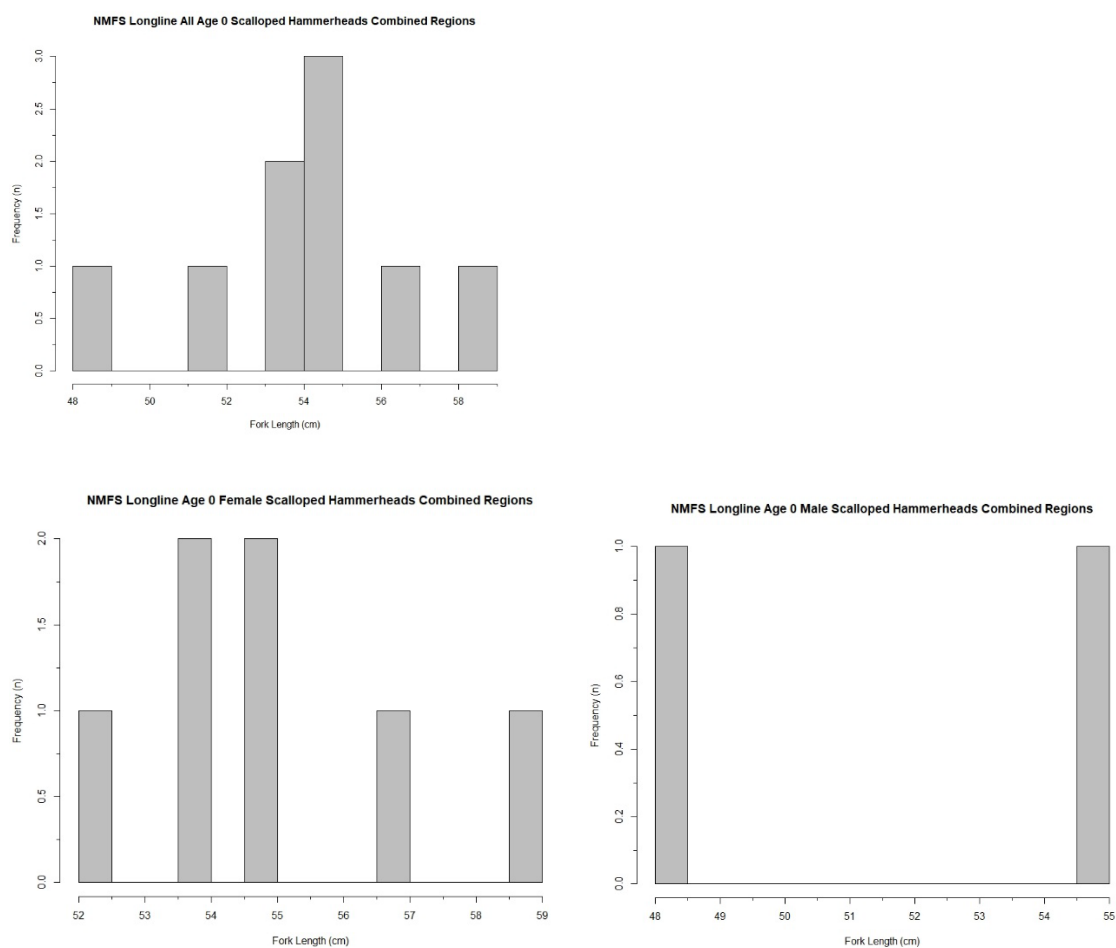 NMFS Longline All Age 0 Scalloped Hammerheads Combined Regions
3.0
2.5
2.0
1.5
1.0
0.5
0.0
Frequency (n)
48 50 52 54 56 58
Fork Length (cm)
NMFS Longline Age 0 Female Scalloped Hammerheads Combined Regions
2.0
1.5
1.0
0.5
0.0
Frequency (n)
52 53 54 55 56 57 58 59
Fork Length (cm)
NMFS Longline Age 0 Male Scalloped Hammerheads Combined Regions
1.0
0.8
0.6
0.4
0.2
0.0
Frequency (n)
48 49 50 51 52 53 54 55
Fork Length (cm)